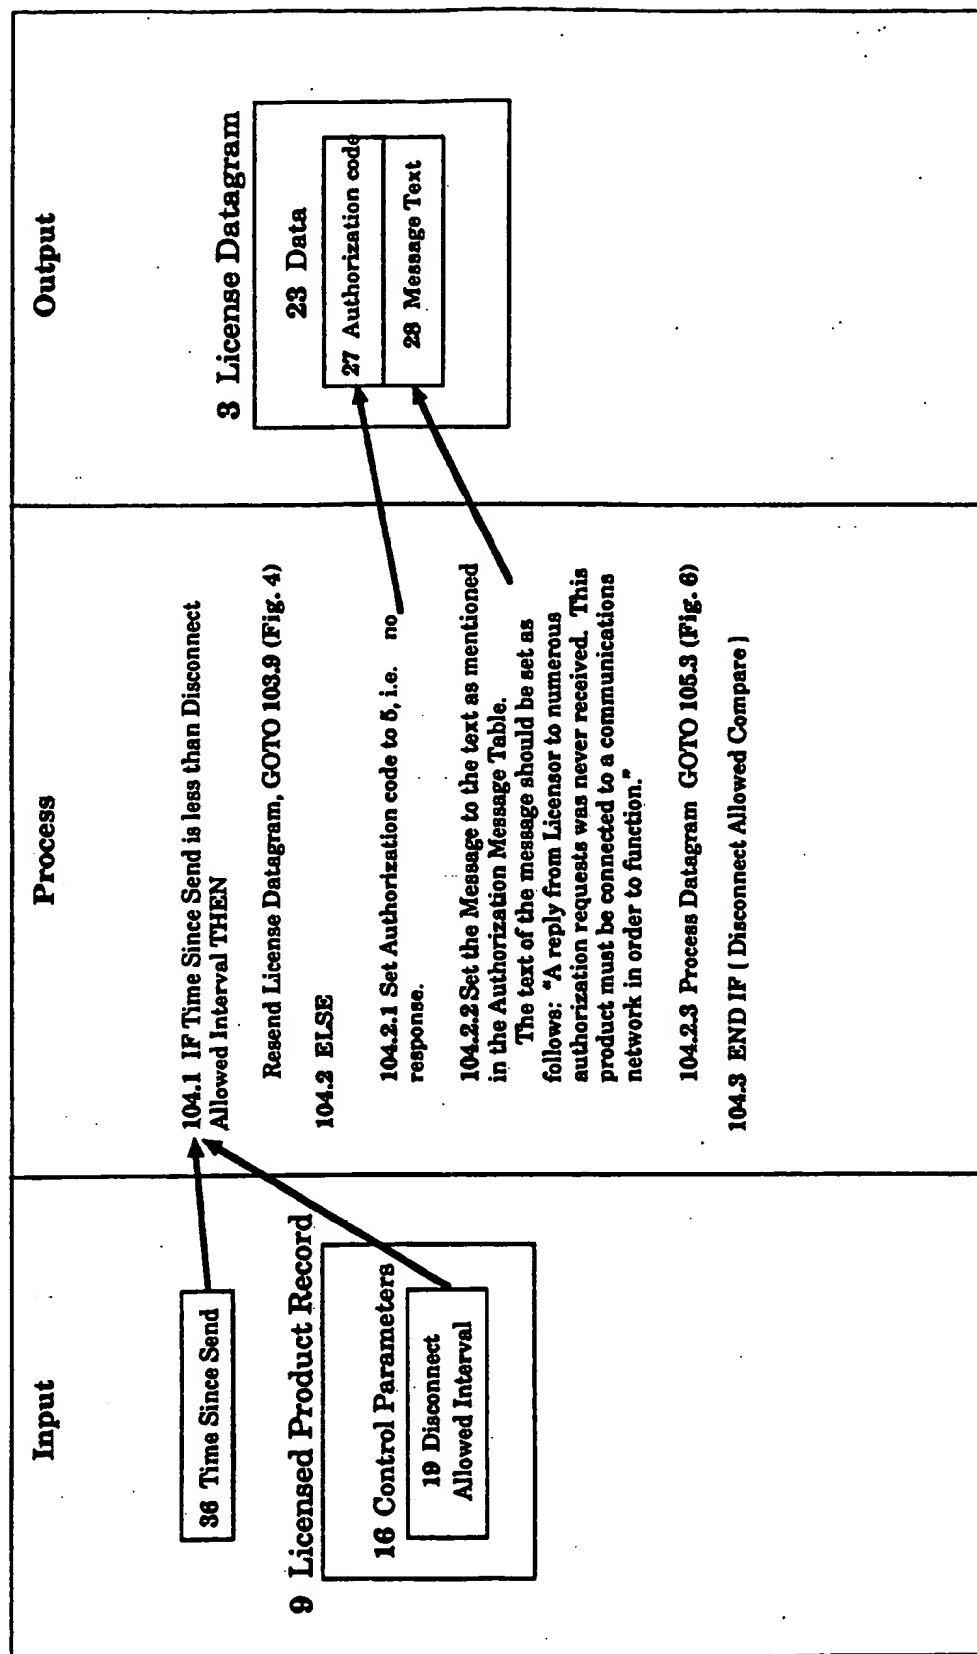 Input
36 Time Since Send
9 Licensed Product Record
16 Control Parameters
19 Disconnect
Allowed Interval
Process
104.1 IF Time Since Send is less than Disconnect
Allowed Interval THEN
Resend License Datagram, GOTO 103.9 (Fig. 4)
104.2 ELSE
104.2.1 Set Authorization code to 5, i.e. no
response.
104.2.2 Set the Message to the text as mentioned
in the Authorization Message Table.
The text of the message should be set as
follows: "A reply from Licensor to numerous
authorization requests was never received. This
product must be connected to a communications
network in order to function."
104.2.3 Process Datagram GOTO 105.3 (Fig. 6)
104.3 END IF ( Disconnect Allowed Compare )
Output
3 License Datagram
23 Data
27 Authorization code
28 Message Text